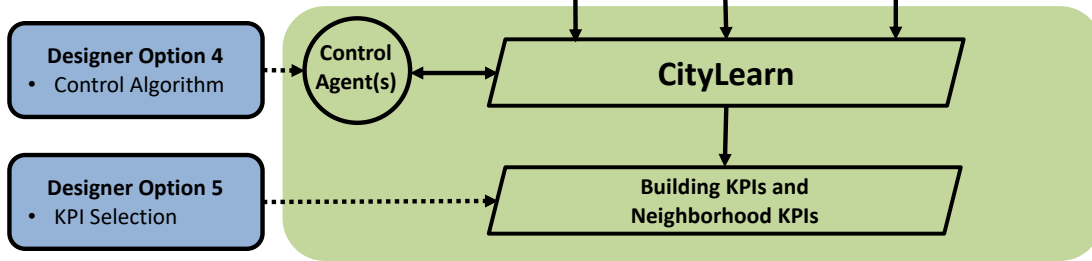 Designer Option 4
• Control Algorithm
Control
Agent(s)
CityLearn
Designer Option 5
• KPI Selection
Building KPIs and
Neighborhood KPIs